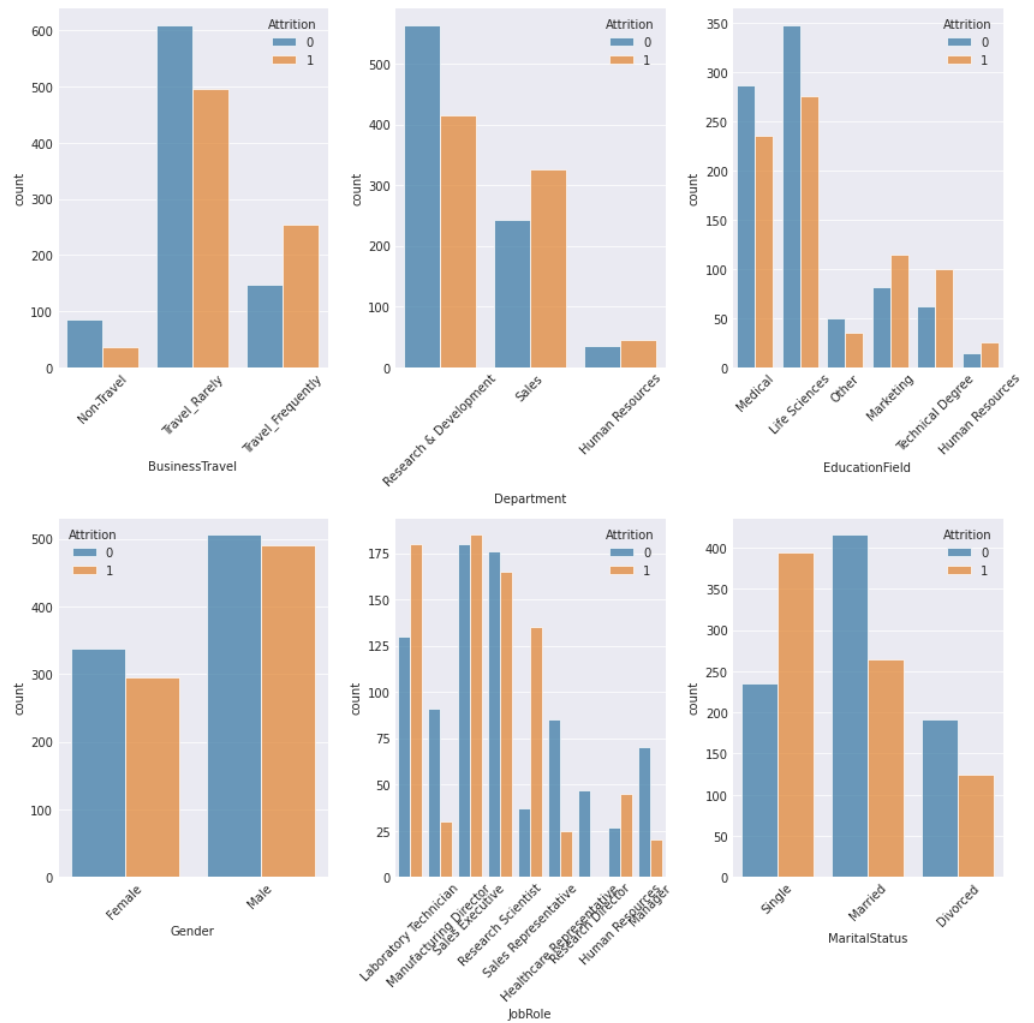 Attrition
0
1
600
500
400
300
200
100
0
count
Non-Travel
Travel_Rarely
Travel_Frequently
BusinessTravel
Attrition
0
1
500
400
300
200
100
0
count
Research & Development
Sales
Human Resources
Department
Attrition
0
1
350
300
250
200
150
100
50
0
count
Medical
Life Sciences
Other
Marketing
Technical Degree
Human Resources
EducationField
Attrition
0
1
500
400
300
200
100
0
count
Female
Male
Gender
Attrition
0
1
175
150
125
100
75
50
25
0
count
Laboratory Technician
Manufacturing Director
Sales Executive
Research Scientist
Sales Representative
Healthcare Representative
Research Director
Human Resources
Manager
JobRole
Attrition
0
1
400
350
300
250
200
150
100
50
0
count
Single
Married
Divorced
MaritalStatus